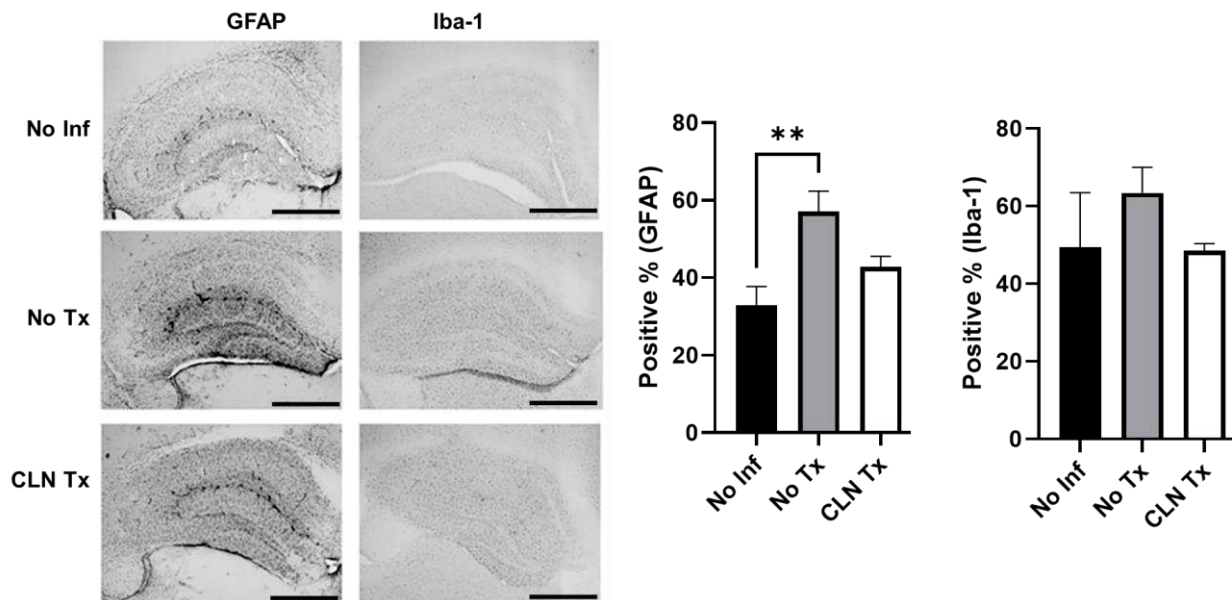 GFAP
Iba-1
No Inf
No Tx
CLN Tx
Positive % (GFAP)
80
60
40
20
0
**
No Inf
No Tx
CLN Tx
Positive % (Iba-1)
80
60
40
20
0
No Inf
No Tx
CLN Tx